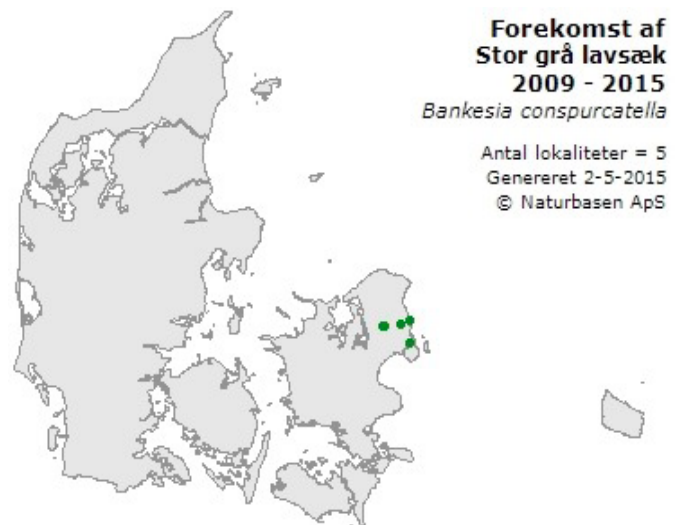 Forekomst af
Stor grå lavsæk
2009 - 2015
Bankesia conspurcatella
Antal lokaliteter = 5
Genereret 2-5-2015
© Naturbasen ApS